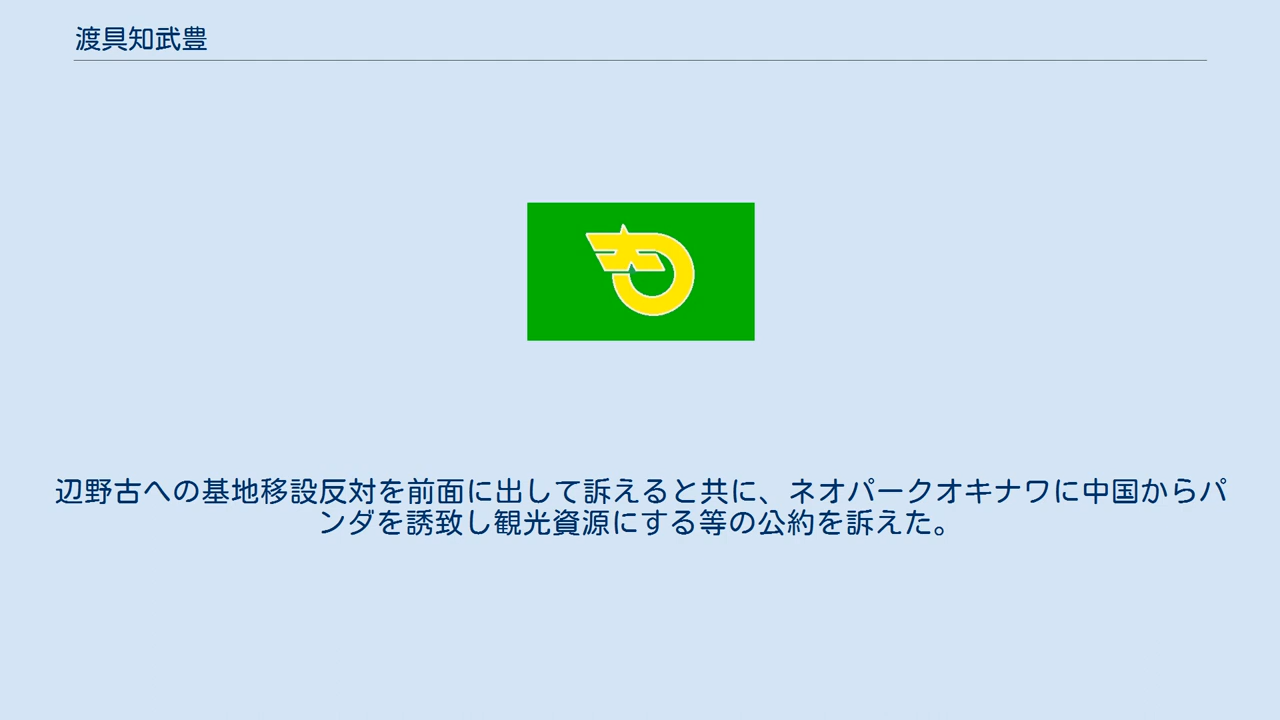 渡具知武豊
辺野古への基地移設反対を前面に出して訴えると共に、ネオパークオキナワに中国からパ
ンダを誘致し観光資源にする等の公約を訴えた。